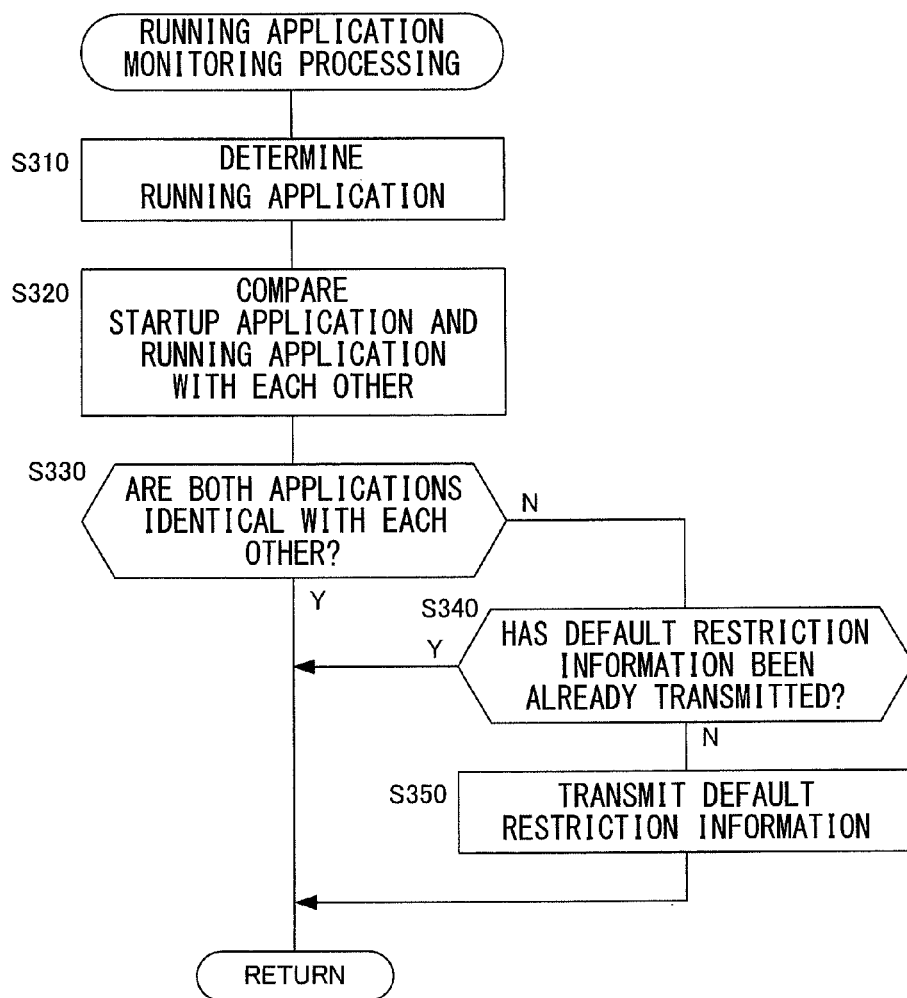 RUNNING APPLICATION
MONITORING PROCESSING
S310
DETERMINE
RUNNING APPLICATION
S320
COMPARE
STARTUP APPLICATION AND
RUNNING APPLICATION
WITH EACH OTHER
S330
ARE BOTH APPLICATIONS
IDENTICAL WITH EACH
OTHER?
N
Y
S340
HAS DEFAULT RESTRICTION
INFORMATION BEEN
ALREADY TRANSMITTED?
Y
N
S350
TRANSMIT DEFAULT
RESTRICTION INFORMATION
RETURN